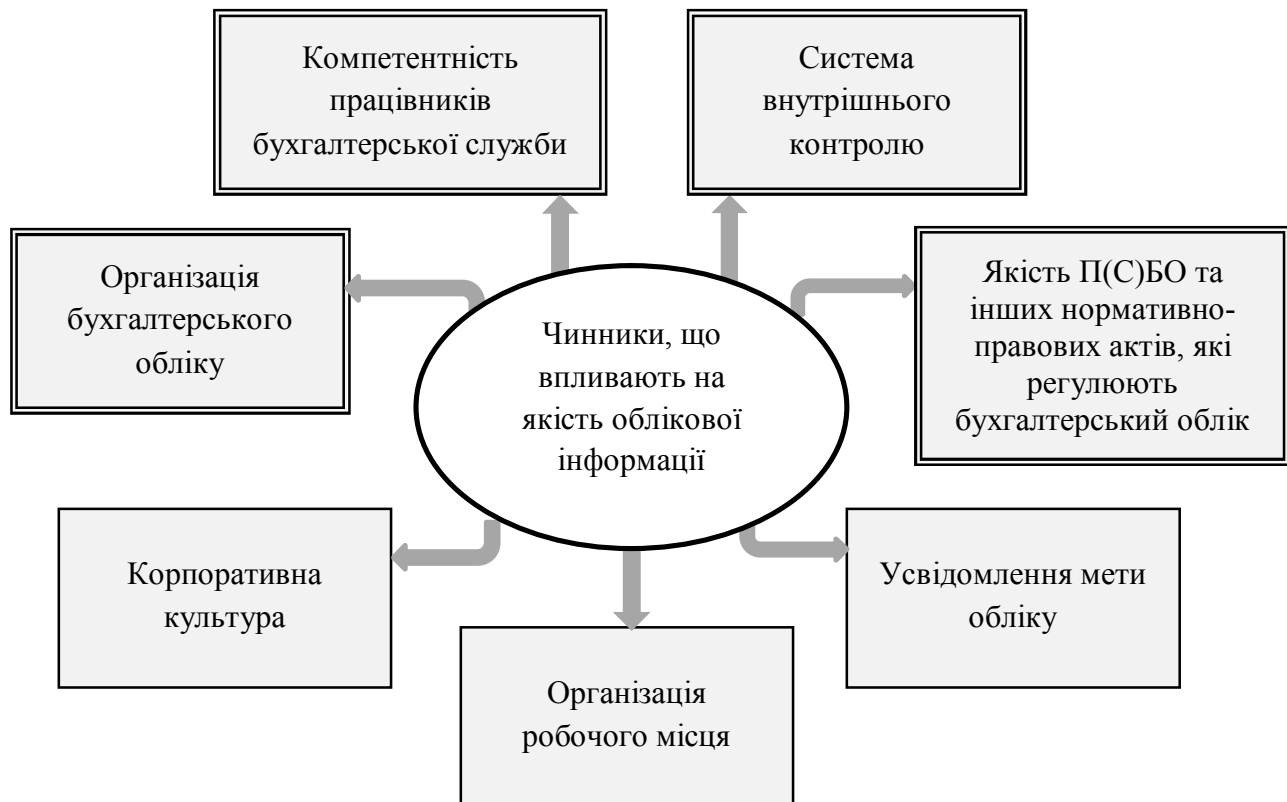 Компетентність
працівників
бухгалтерської служби
Система
внутрішнього
контролю
Організація
бухгалтерського
обліку
Якість П(С)БО та
інших нормативно-
правових актів, які
регулюють
бухгалтерський облік
Чинники, що
впливають на
якість облікової
інформації
Корпоративна
культура
Усвідомлення мети
обліку
Організація
робочого місця